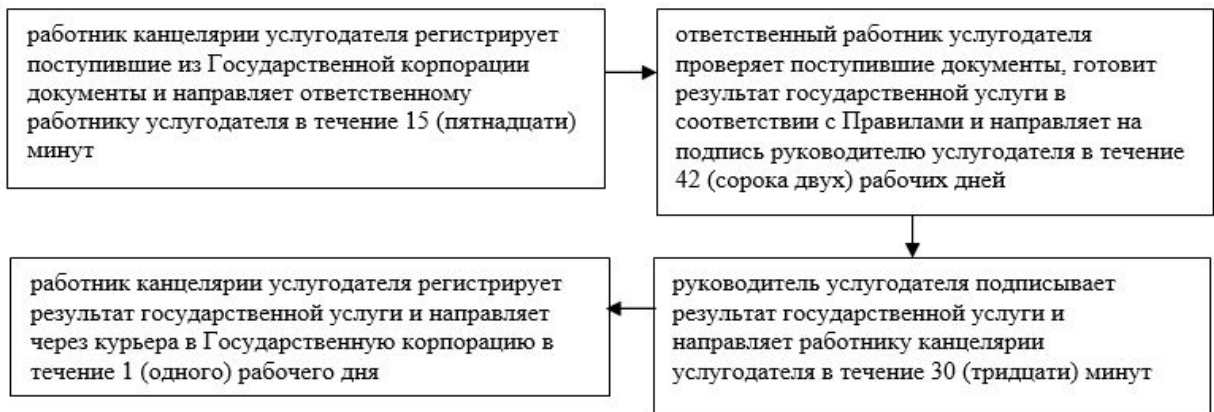 работник канцелярии услугодателя регистрирует
поступившие из Государственной корпорации
документы и направляет ответственному
работнику услугодателя в течение 15 (пятнадцати)
минут
ответственный работник услугодателя
проверяет поступившие документы, готовит
результат государственной услуги в
соответствии с Правилами и направляет на
подпись руководителю услугодателя в течение
42 (сорока двух) рабочих дней
руководитель услугодателя подписывает
результат государственной услуги и
направляет работнику канцелярии
услугодателя в течение 30 (тридцати) минут
работник канцелярии услугодателя регистрирует
результат государственной услуги и направляет
через курьера в Государственную корпорацию в
течение 1 (одного) рабочего дня